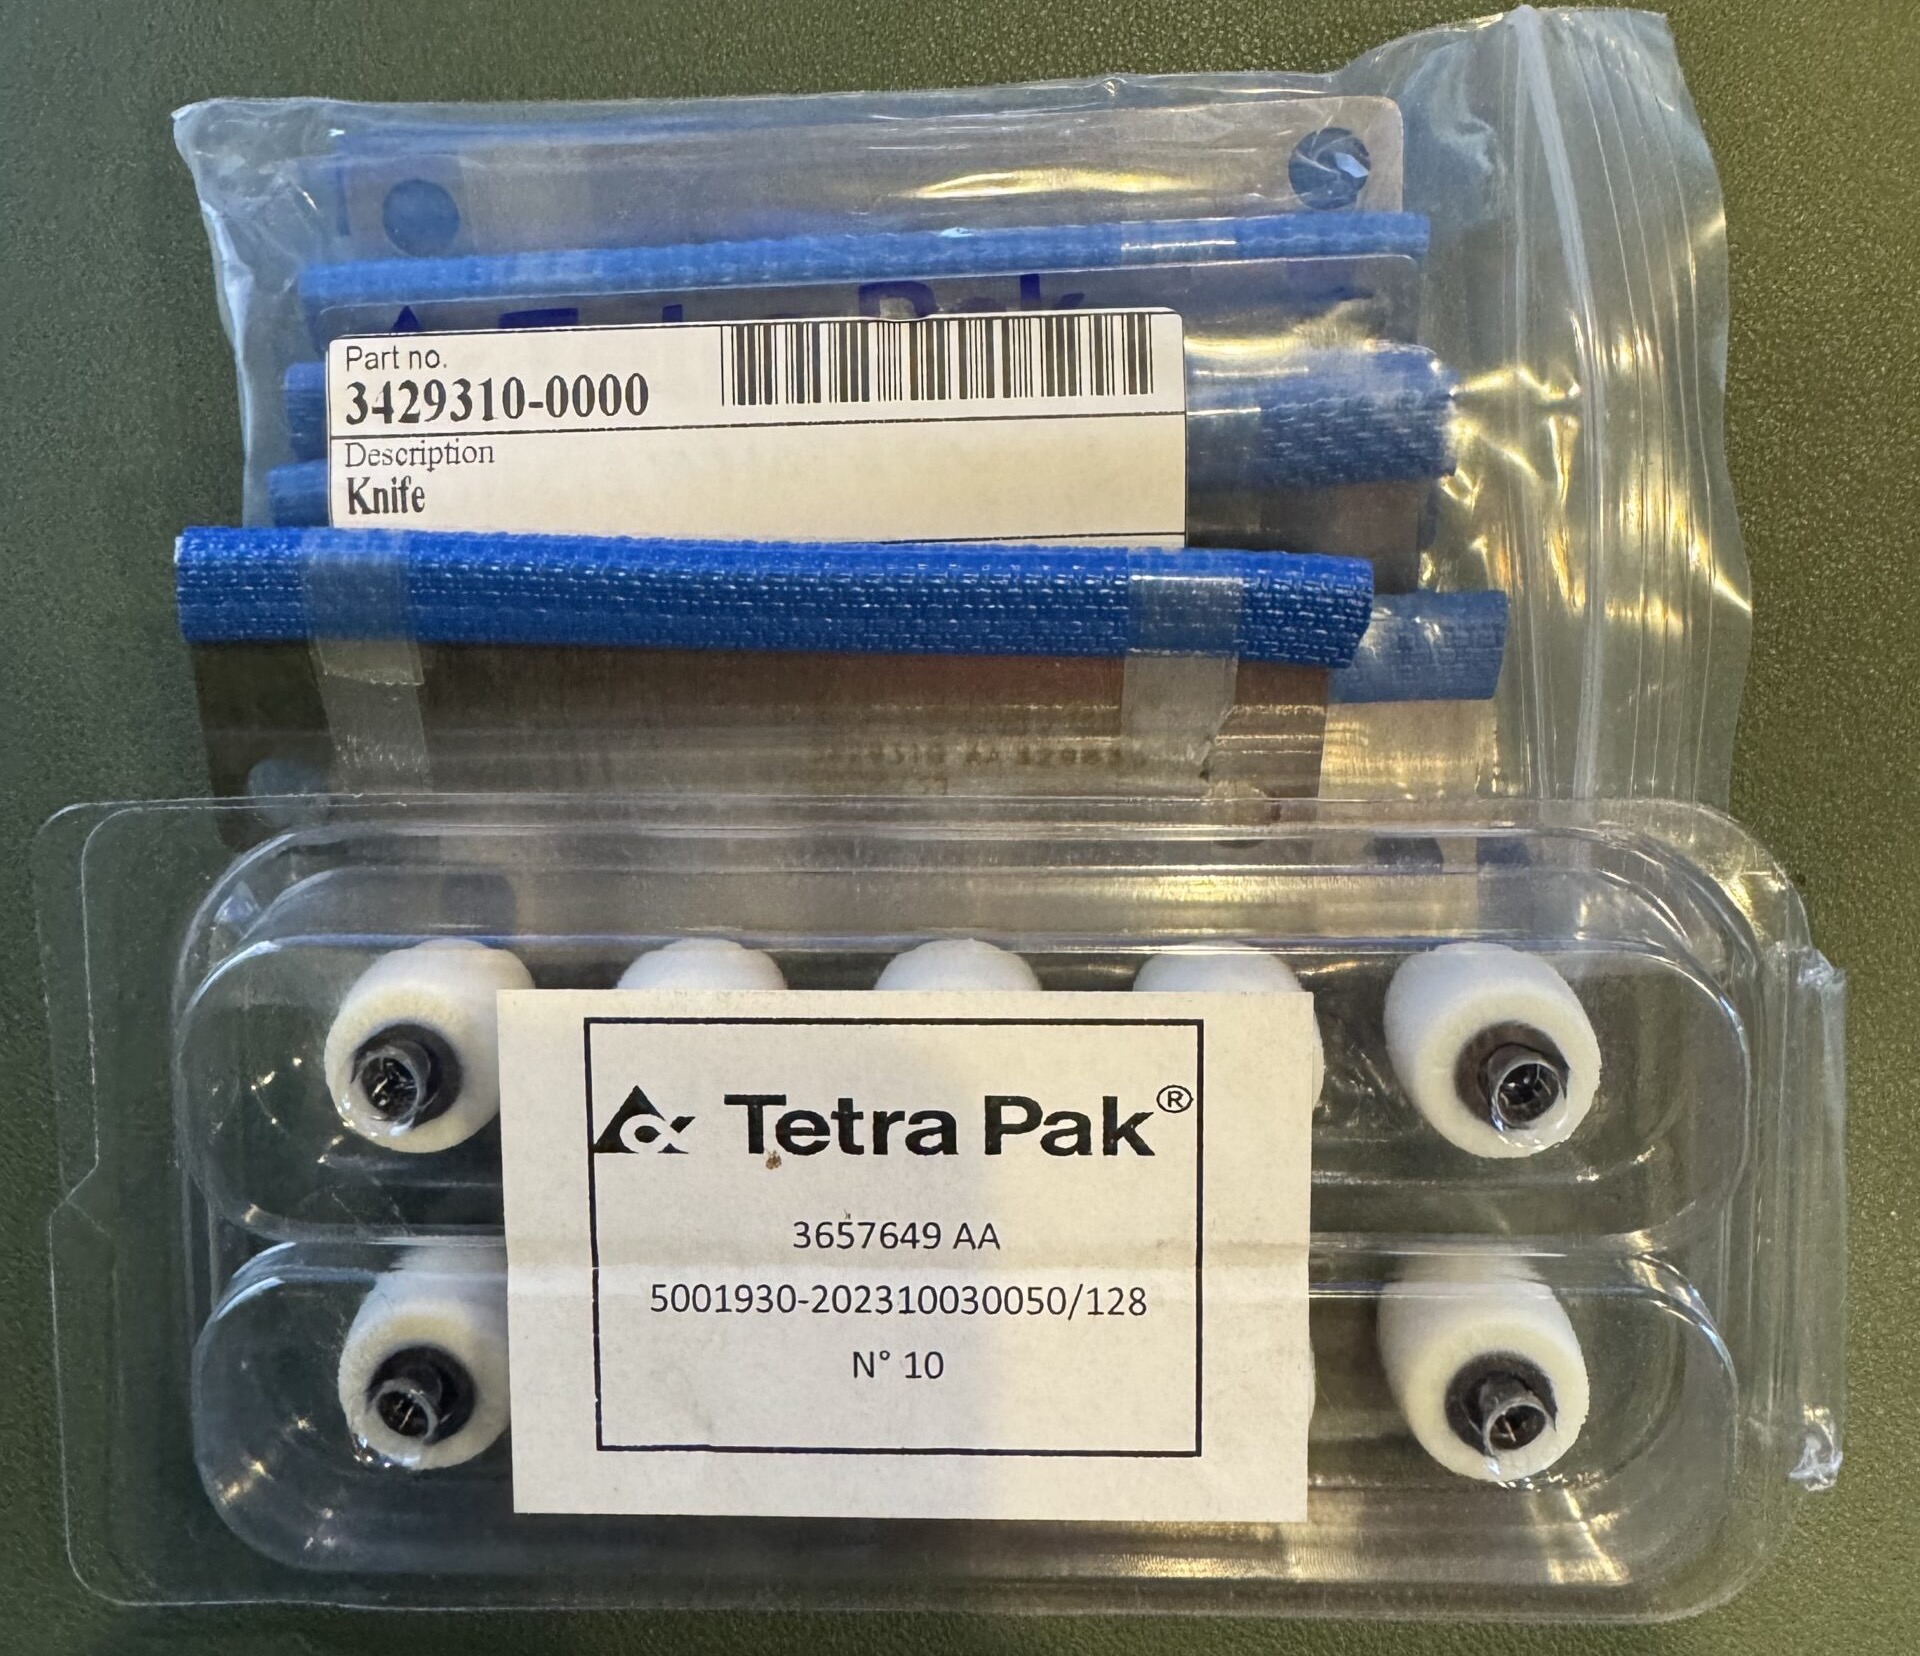 Part no.
3429310-0000
Description
Knife
Tetra Pak®
3657649 AA
5001930-202310030050/128
N° 10